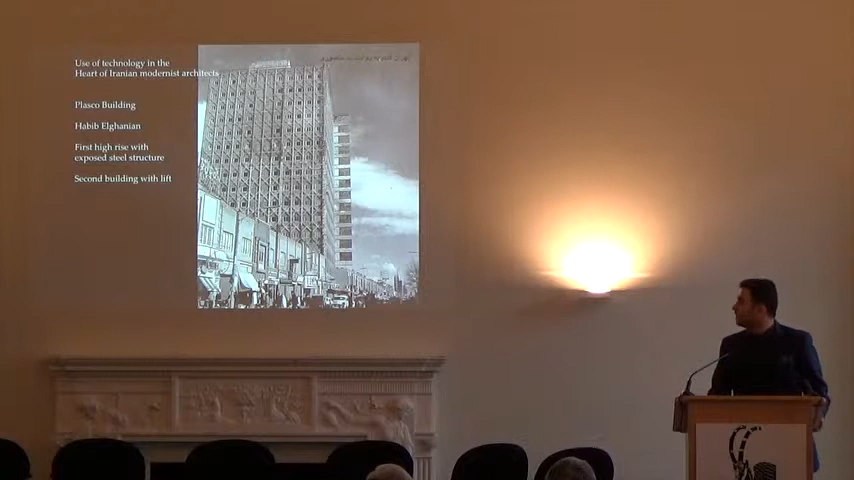 Use of technology in the
Heart of Iranian modernist architects
Plasco Building
Habib Elghanian
First high rise with
exposed steel structure
Second building with lift